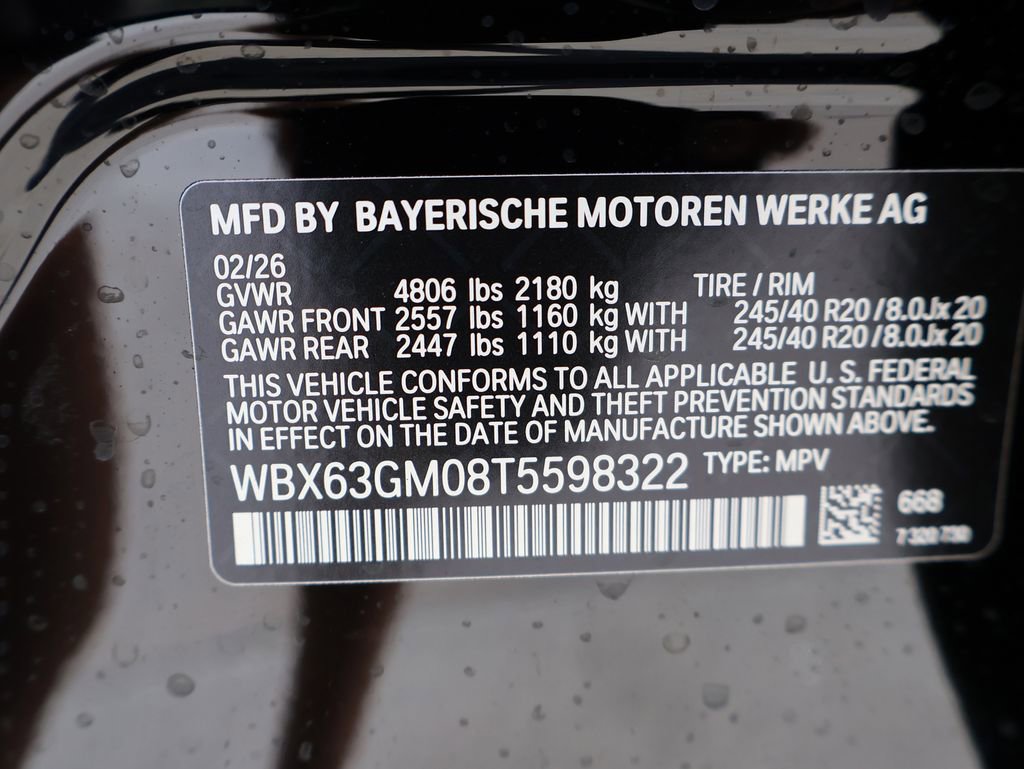 MFD BY BAYERISCHE MOTOREN WERKE AG
02/26
GVWR 4806 lbs 2180 kg TIRE / RIM
GAWR FRONT 2557 lbs 1160 kg WITH 245/40 R20 /8.0Jx20
GAWR REAR 2447 lbs 1110 kg WITH 245/40 R20 /8.0Jx20
THIS VEHICLE CONFORMS TO ALL APPLICABLE U. S. FEDERAL
MOTOR VEHICLE SAFETY AND THEFT PREVENTION STANDARDS
IN EFFECT ON THE DATE OF MANUFACTURE SHOWN ABOVE.
WBX63GM08T5598322 TYPE: MPV
668